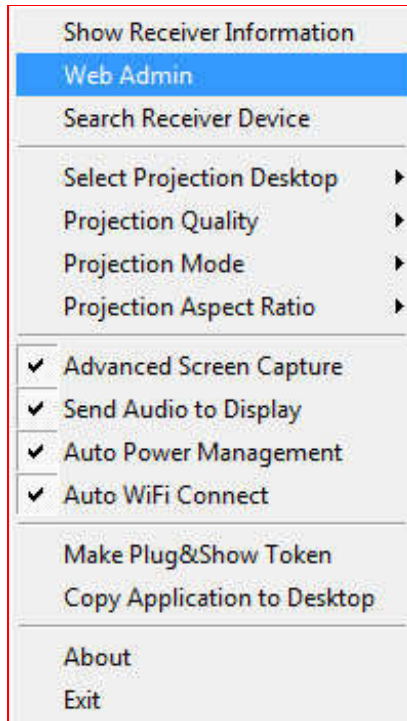 Show Receiver Information
Web Admin
Search Receiver Device
Select Projection Desktop
Projection Quality
Projection Mode
Projection Aspect Ratio
Advanced Screen Capture
Send Audio to Display
Auto Power Management
Auto WiFi Connect
Make Plug&Show Token
Copy Application to Desktop
About
Exit